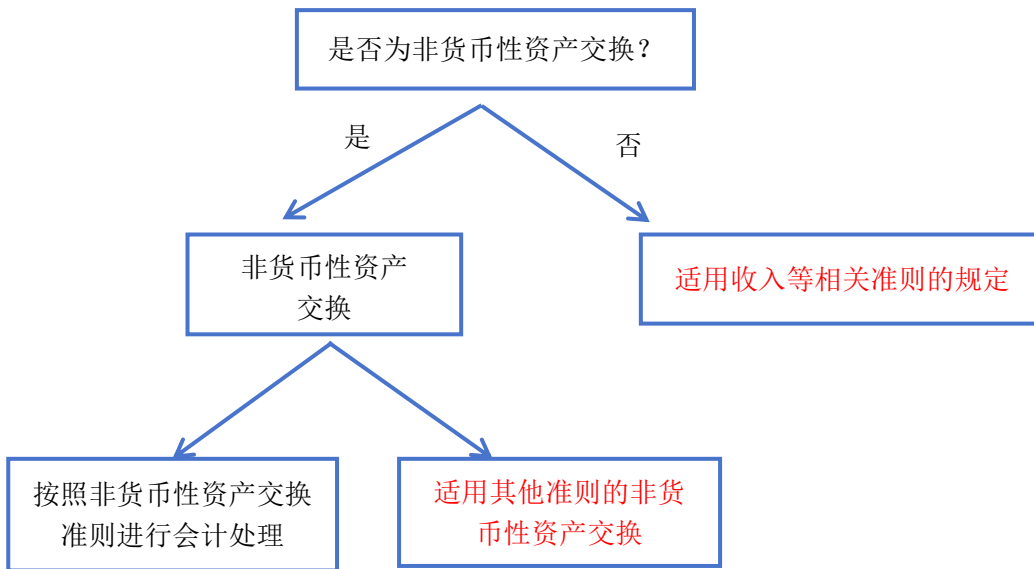 是否为非货币性资产交换？
是
否
非货币性资产
交换
适用收入等相关准则的规定
按照非货币性资产交换
准则进行会计处理
适用其他准则的非货
币性资产交换